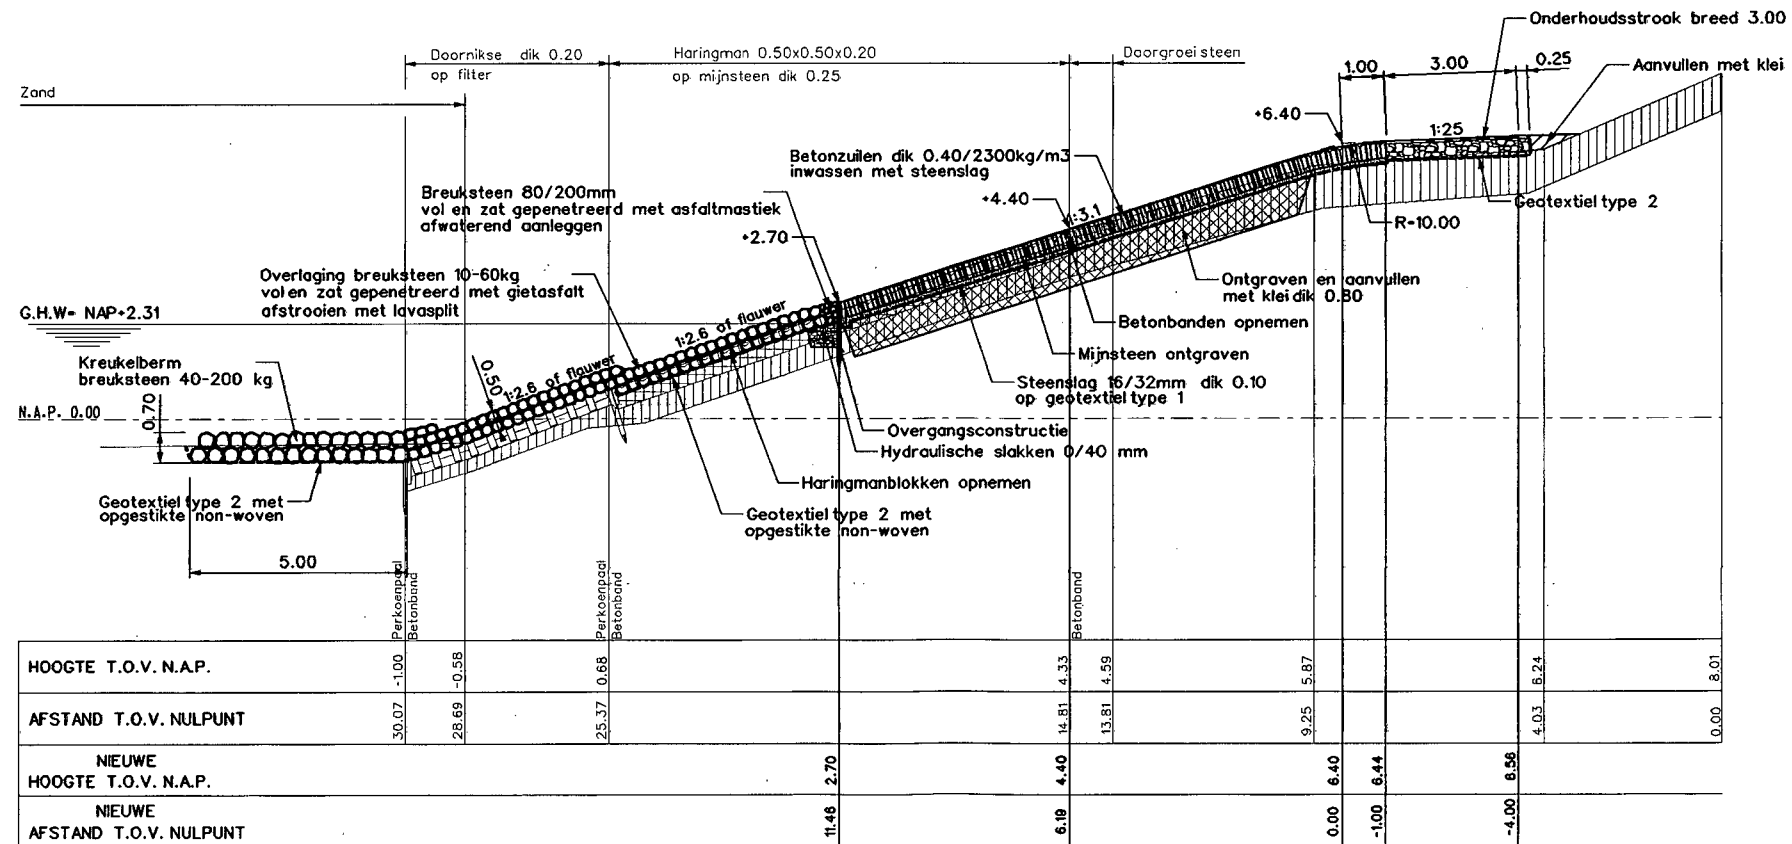 Onderhoudsstrook breed 3.00
Doornikse dik 0.20
op filter
Haringman 0.50x0.50x0.20
op mijnsteen dik 0.25
Doorgroeisteen
1.00
3.00
0.25
Aanvullen met klei
Zand
+6.40
1:25
Betonzuilen dik 0.40/2300kg/m3
inwassen met steenslag
Breuksteen 80/200mm
vol en zat gepenetreerd met asfaltmastiek
afwaterend aanleggen
+4.40
1:3.1
Geotextiel type 2
R=10.00
+2.70
Overlaging breuksteen 10-60kg
vol en zat gepenetreerd met gietasfalt
afstrooien met lavasplit
Ontgraven en aanvullen
met klei dik 0.80
G.H.W= NAP+2.31
1:2.6 of flauwer
Betonbanden opnemen
Kreukelberm
breuksteen 40-200 kg
0.50
1:2.6 of flauwer
Mijnsteen ontgraven
Steenslag 16/32mm dik 0.10
op geotextiel type 1
N.A.P. 0.00
0.70
Overgangsconstructie
Hydraulische slakken 0/40 mm
Haringmanblokken opnemen
Geotextiel type 2 met
opgestikte non-woven
Geotextiel type 2 met
opgestikte non-woven
5.00
Perkoenpaal
Betonband
Perkoenpaal
Betonband
Betonband
HOOGTE T.O.V. N.A.P.
-1.00
-0.58
0.68
4.33
4.59
5.87
6.24
8.01
AFSTAND T.O.V. NULPUNT
30.07
28.69
25.37
14.81
13.81
9.25
4.03
0.00
NIEUWE
HOOGTE T.O.V. N.A.P.
2.70
4.40
6.40
6.44
6.56
NIEUWE
AFSTAND T.O.V. NULPUNT
11.46
6.19
0.00
-1.00
-4.00